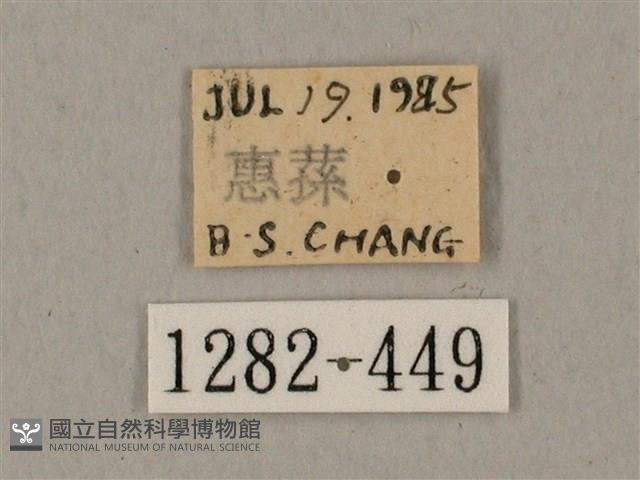 JUL 19. 1985
惠蓀
B.S. CHANG
1282-449
國立自然科學博物館
NATIONAL MUSEUM OF NATURAL SCIENCE